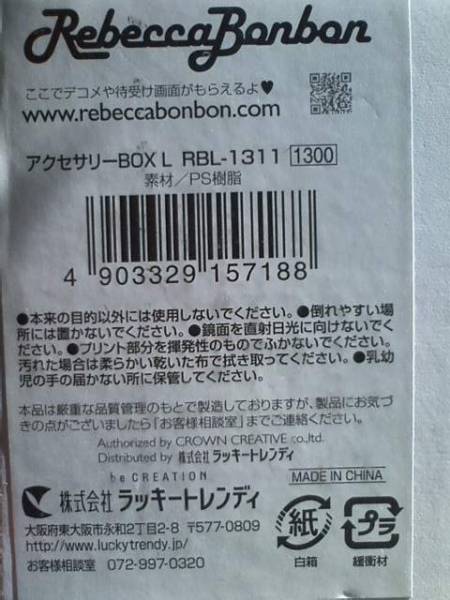 RebeccaBonbon
ここでデコメや待受け画面がもらえるよ♥
www.rebeccabonbon.com
アクセサリーBOX L RBL-1311 1300
素材/PS樹脂
4 903329 157188
●本来の目的以外には使用しないでください。●倒れやすい場
所には置かないでください。●鏡面を直射日光に向けないでくだ
さい。●プリント部分を揮発性のものでふかないでください。●
汚れた場合は柔らかい乾いた布で拭き取ってください。●乳幼
児の手の届かない所に保管してください。
本品は厳重な品質管理のもとで製造しておりますが、製品にお気づ
きの点がございましたら「お客様相談室」までご連絡ください。
Authorized by CROWN CREATIVE co.,ltd.
Distributed by 株式会社 ラッキートレンディ
be CREATION
MADE IN CHINA
株式会社 ラッキートレンディ
大阪府東大阪市永和2丁目2-8 〒577-0809
http://www.luckytrendy.jp/
お客様相談室 072-997-0320
紙
白箱
プラ
緩衝材